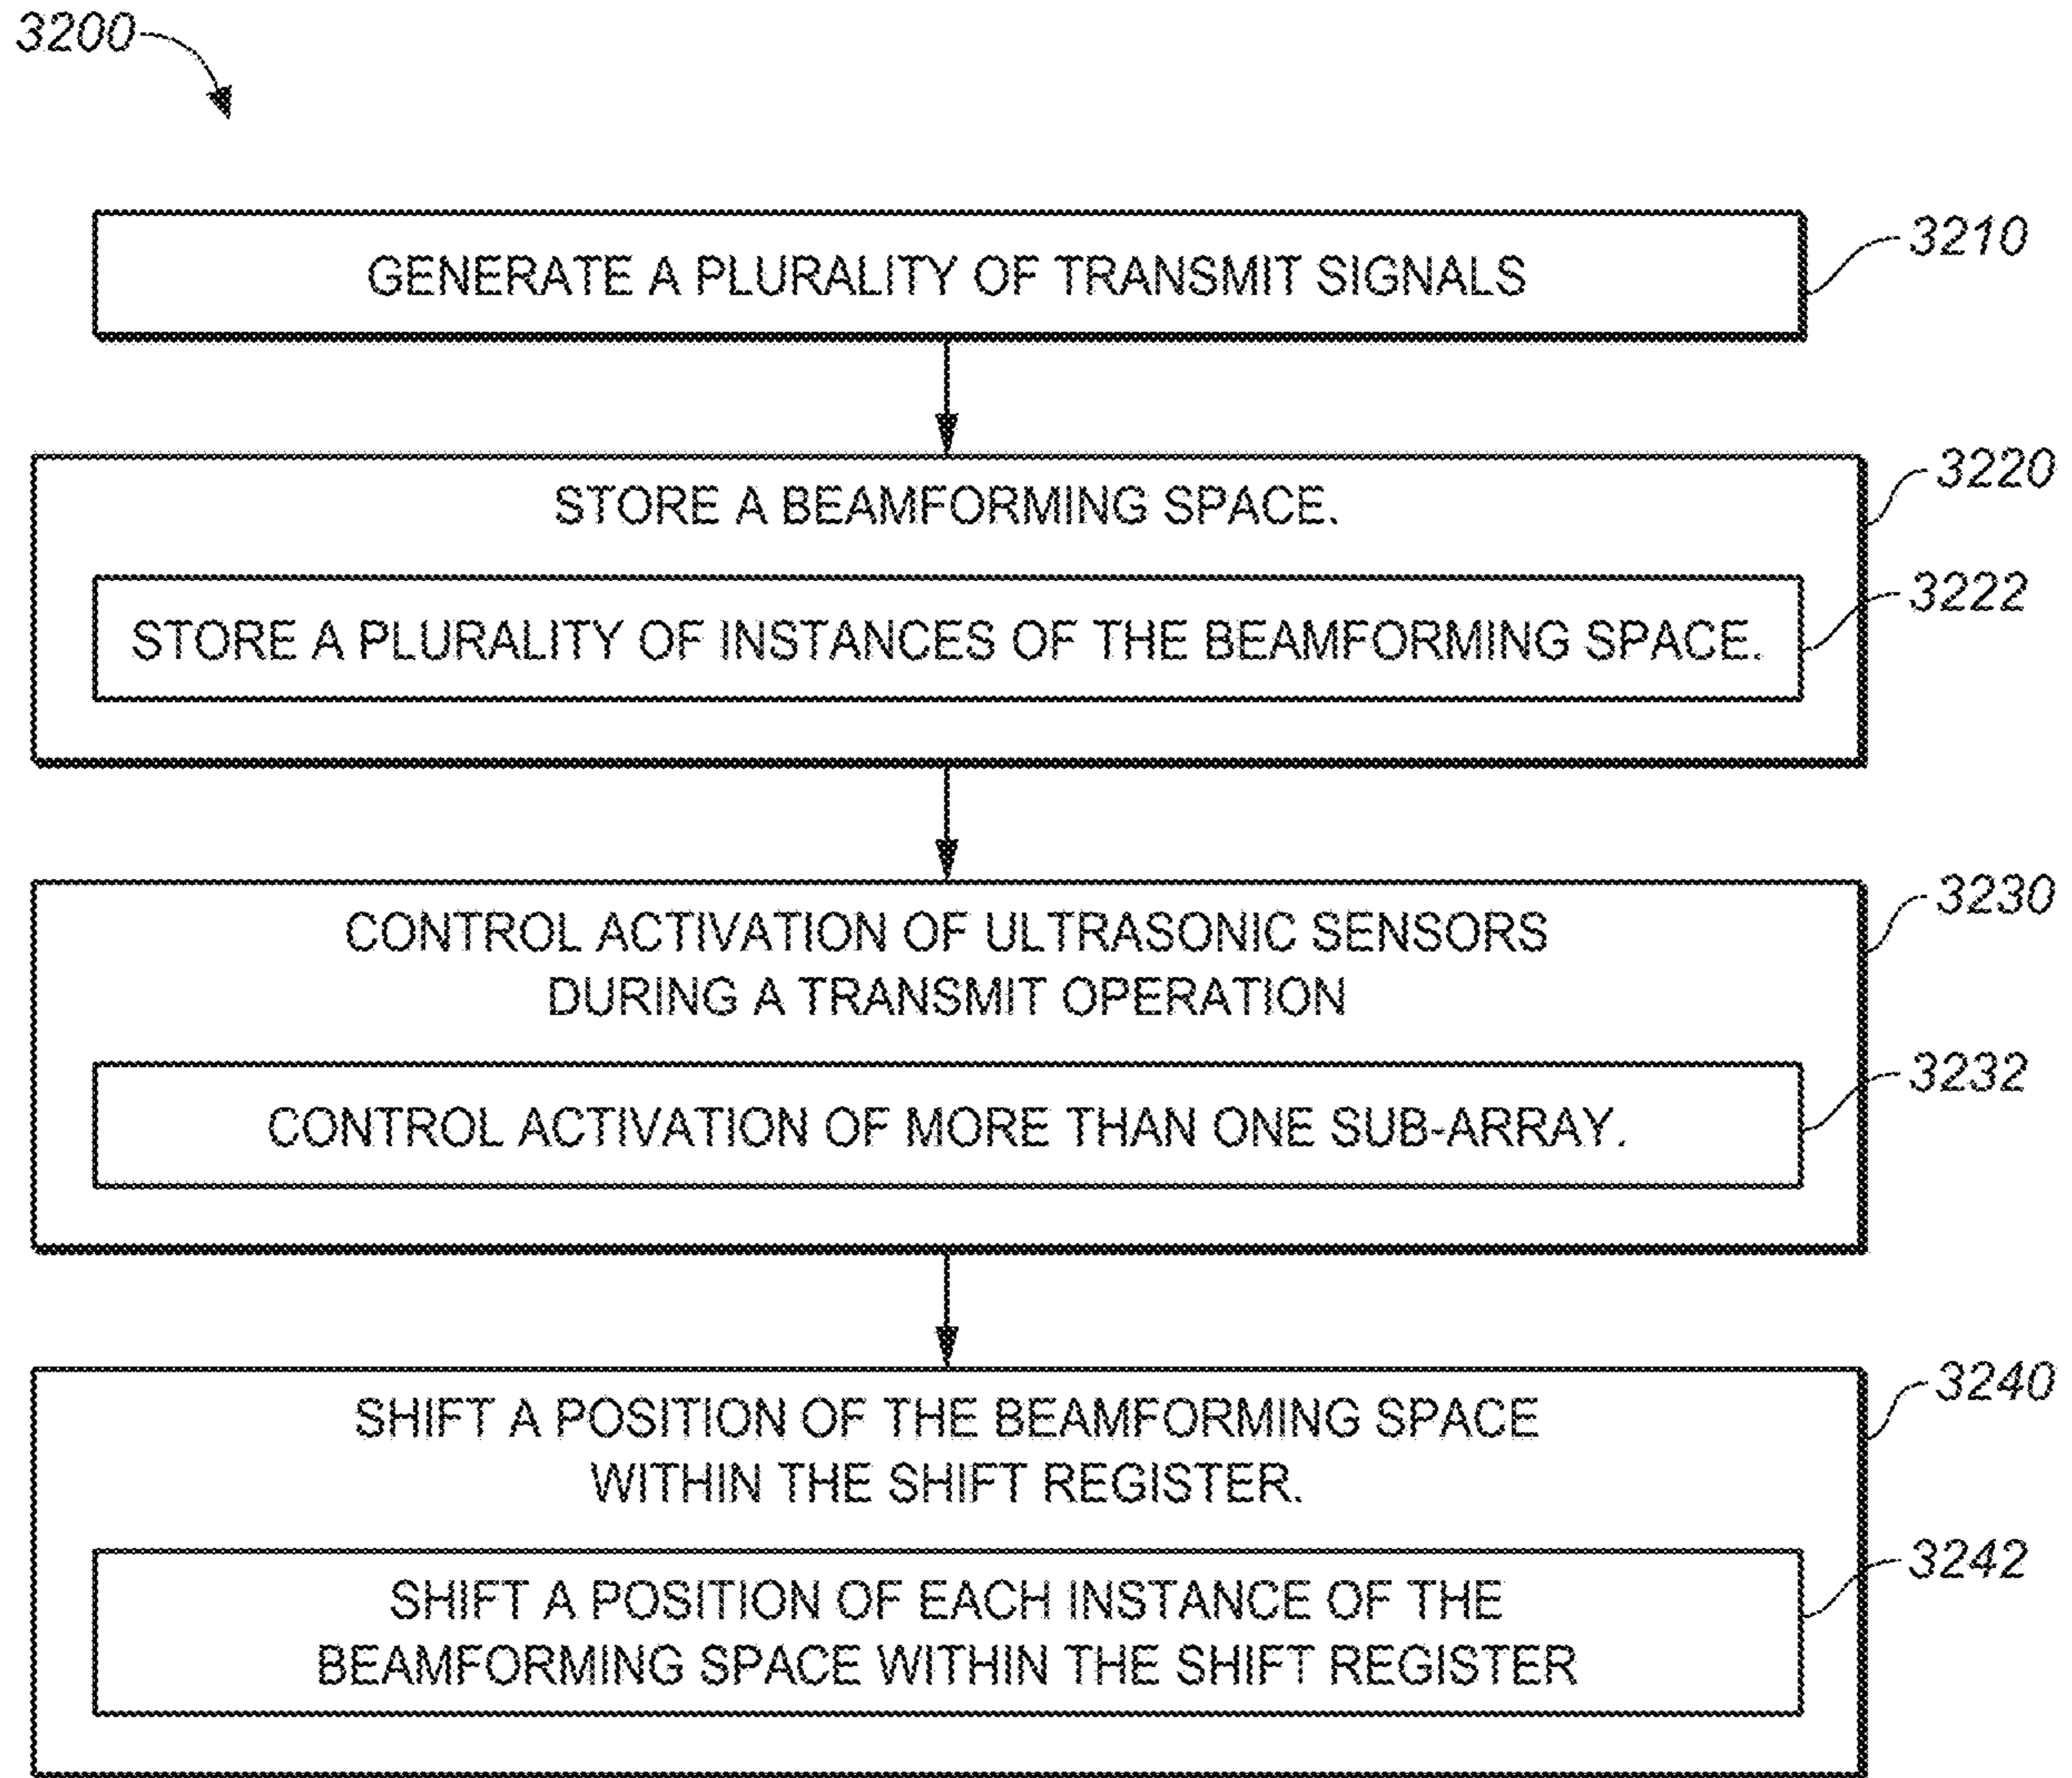 3200
GENERATE A PLURALITY OF TRANSMIT SIGNALS
3210
STORE A BEAMFORMING SPACE.
3220
STORE A PLURALITY OF INSTANCES OF THE BEAMFORMING SPACE.
3222
CONTROL ACTIVATION OF ULTRASONIC SENSORS
DURING A TRANSMIT OPERATION
3230
CONTROL ACTIVATION OF MORE THAN ONE SUB-ARRAY.
3232
SHIFT A POSITION OF THE BEAMFORMING SPACE
WITHIN THE SHIFT REGISTER.
3240
SHIFT A POSITION OF EACH INSTANCE OF THE
BEAMFORMING SPACE WITHIN THE SHIFT REGISTER
3242